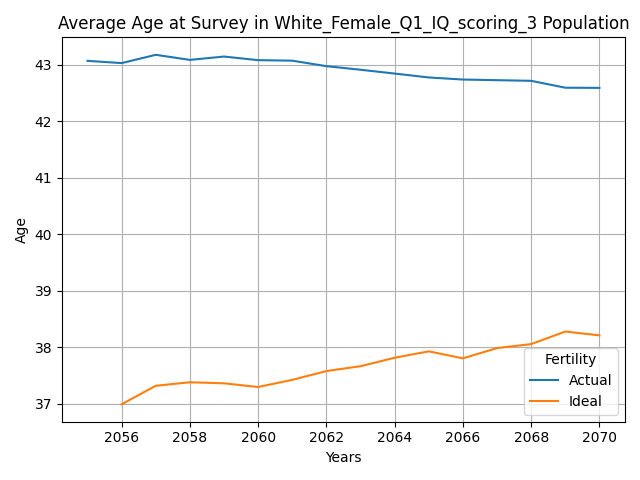 Average Age at Survey in White_Female_Q1_IQ_scoring_3 Population
43
42
41
40
39
38
37
Age
2056 2058 2060 2062 2064 2066 2068 2070
Years
Fertility
Actual
Ideal